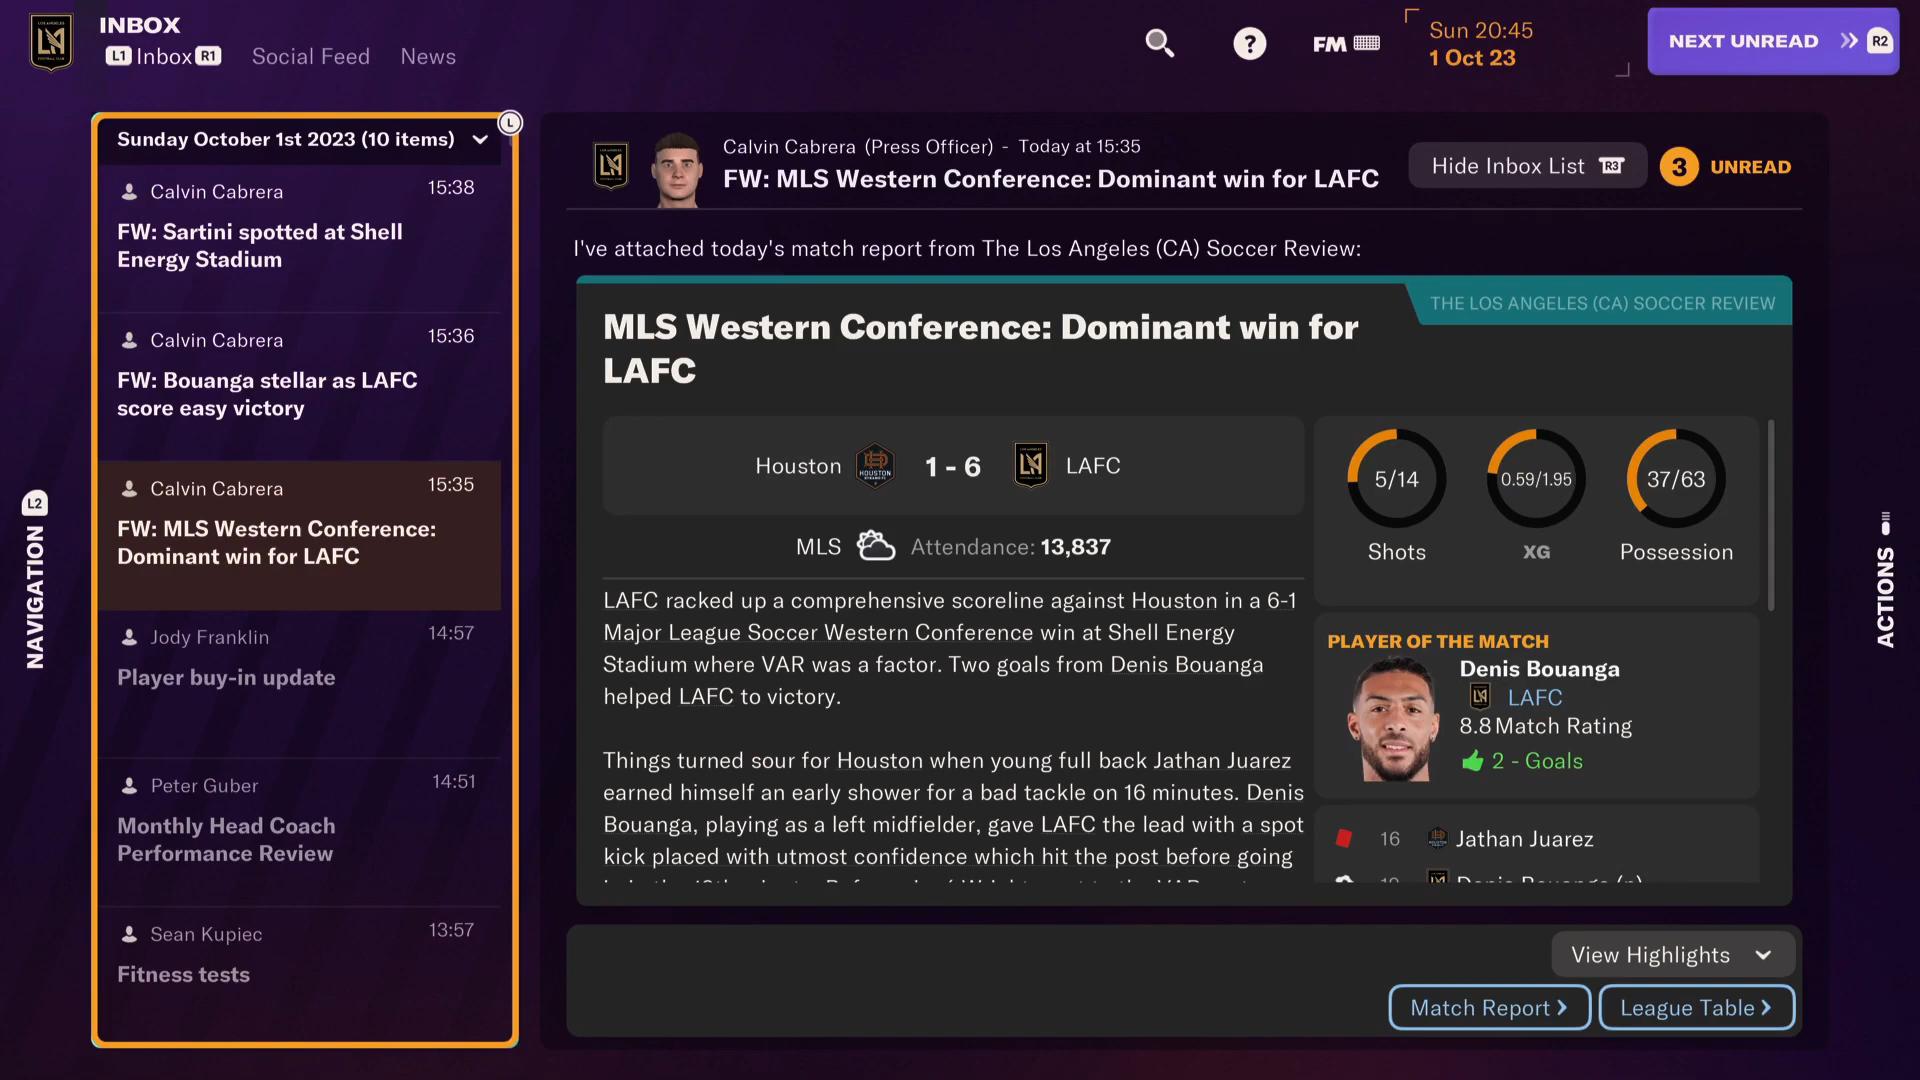 INBOX
L1 Inbox R1 Social Feed News
FM
Sun 20:45
1 Oct 23
NEXT UNREAD R2
NAVIGATION L2
ACTIONS
Sunday October 1st 2023 (10 items)
L
Calvin Cabrera 15:38
FW: Sartini spotted at Shell
Energy Stadium
Calvin Cabrera 15:36
FW: Bouanga stellar as LAFC
score easy victory
Calvin Cabrera 15:35
FW: MLS Western Conference:
Dominant win for LAFC
Jody Franklin 14:57
Player buy-in update
Peter Guber 14:51
Monthly Head Coach
Performance Review
Sean Kupiec 13:57
Fitness tests
Calvin Cabrera (Press Officer) - Today at 15:35
FW: MLS Western Conference: Dominant win for LAFC
Hide Inbox List R3
3 UNREAD
I've attached today's match report from The Los Angeles (CA) Soccer Review:
THE LOS ANGELES (CA) SOCCER REVIEW
MLS Western Conference: Dominant win for
LAFC
Houston 1 - 6 LAFC
MLS Attendance: 13,837
LAFC racked up a comprehensive scoreline against Houston in a 6-1
Major League Soccer Western Conference win at Shell Energy
Stadium where VAR was a factor. Two goals from Denis Bouanga
helped LAFC to victory.
Things turned sour for Houston when young full back Jathan Juarez
earned himself an early shower for a bad tackle on 16 minutes. Denis
Bouanga, playing as a left midfielder, gave LAFC the lead with a spot
kick placed with utmost confidence which hit the post before going
5/14 0.59/1.95 37/63
Shots XG Possession
PLAYER OF THE MATCH
Denis Bouanga
LAFC
8.8 Match Rating
2 - Goals
16 Jathan Juarez
Denis Bouanga (p)
View Highlights
Match Report
League Table